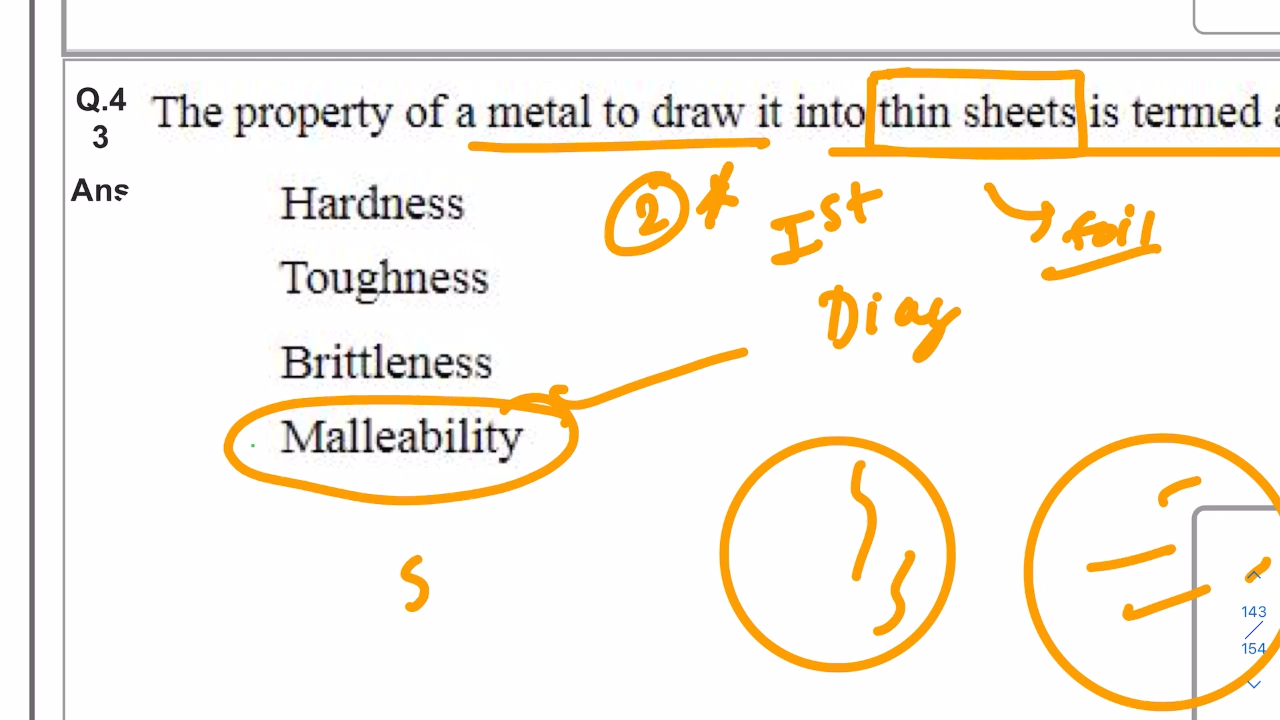 Q.4
3
The property of a metal to draw it into thin sheets is termed a
Ans
Hardness
② * Ist
foil
Toughness
Diag
Brittleness
Malleability
S
143
154